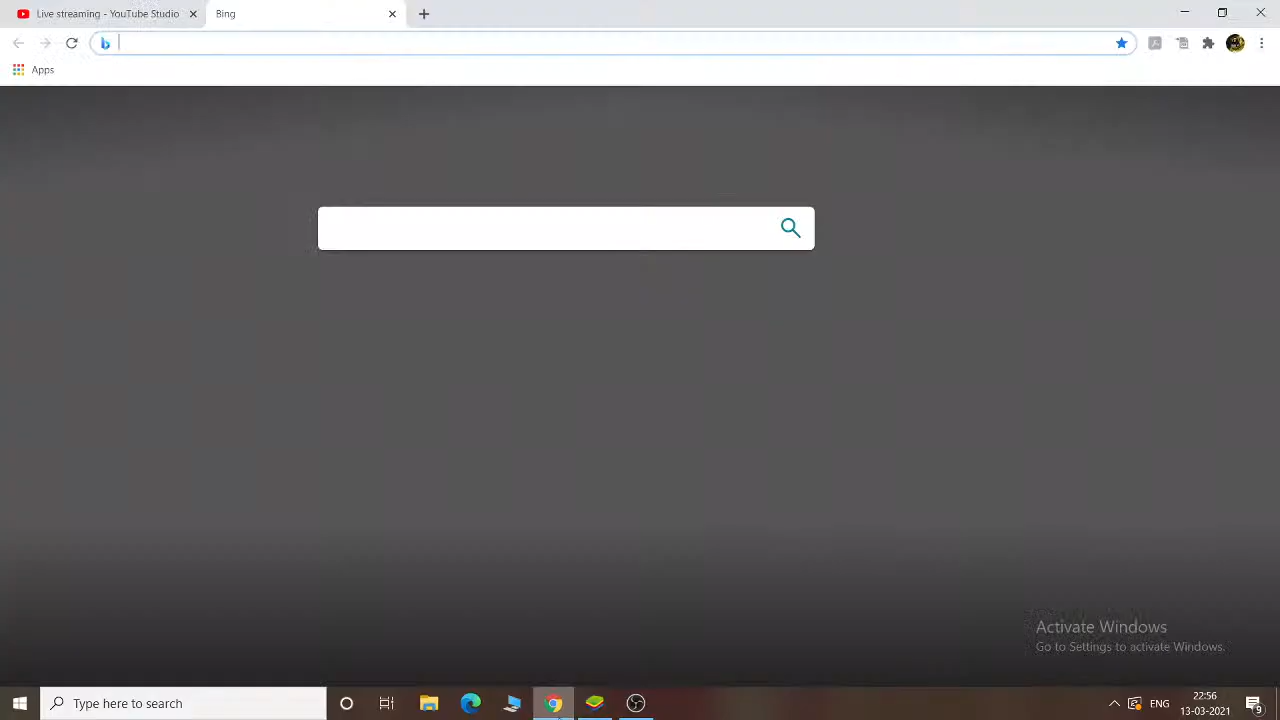 Live streaming - YouTube Studio
Bing
Apps
Activate Windows
Go to Settings to activate Windows.
Type here to search
ENG
22:56
13-03-2021
9